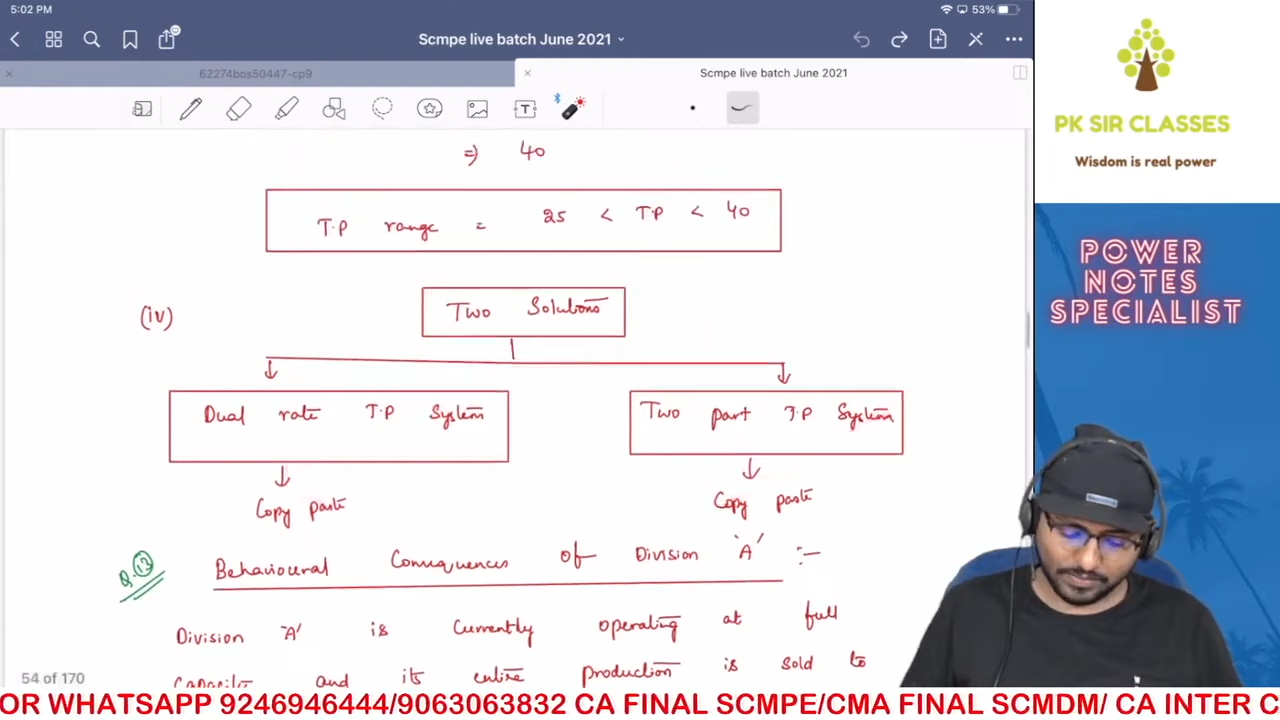 5:02 PM
53%
Scmpe live batch June 2021
62274bos50447-cp9
Scmpe live batch June 2021
=) 40
T.P range = 25 < T.P < 40
(iv)
Two Solutions
Dual rate T.P System
Two part T.P System
Copy paste
Copy paste
Q.13
Behavioural Consequences of Division 'A' :-
Division 'A' is Currently operating at full
Capacity and its entire production is sold to
54 of 170
PK SIR CLASSES
Wisdom is real power
POWER
NOTES
SPECIALIST
OR WHATSAPP 9246946444/9063063832 CA FINAL SCMPE/CMA FINAL SCMDM/ CA INTER C